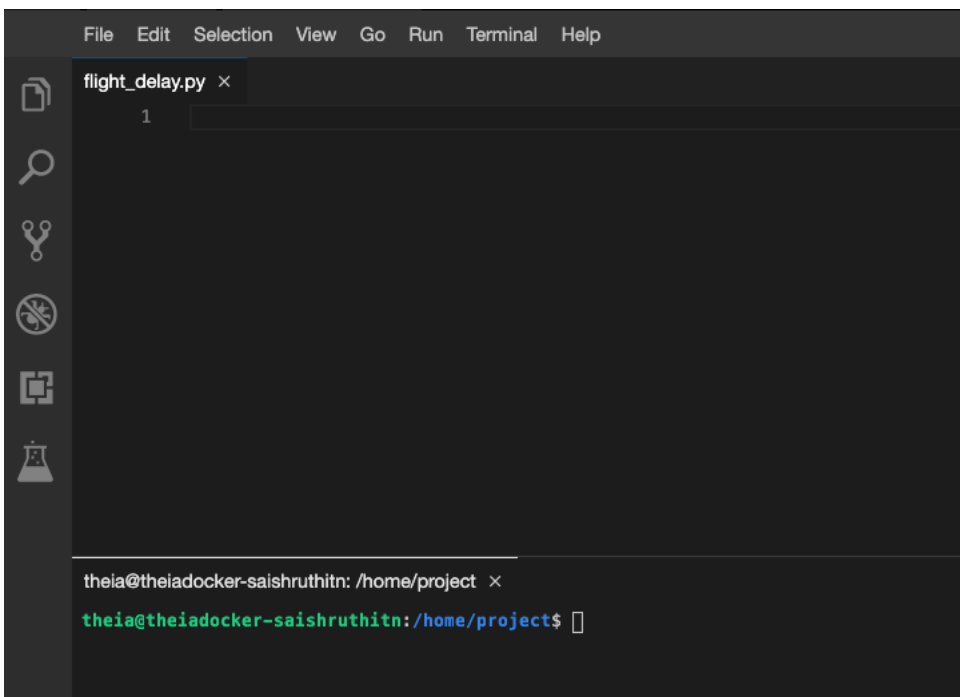 File Edit Selection View Go Run Terminal Help
flight_delay.py ×
1
theia@theiadocker-saishruthitn: /home/project ×
theia@theiadocker-saishruthitn:/home/project$